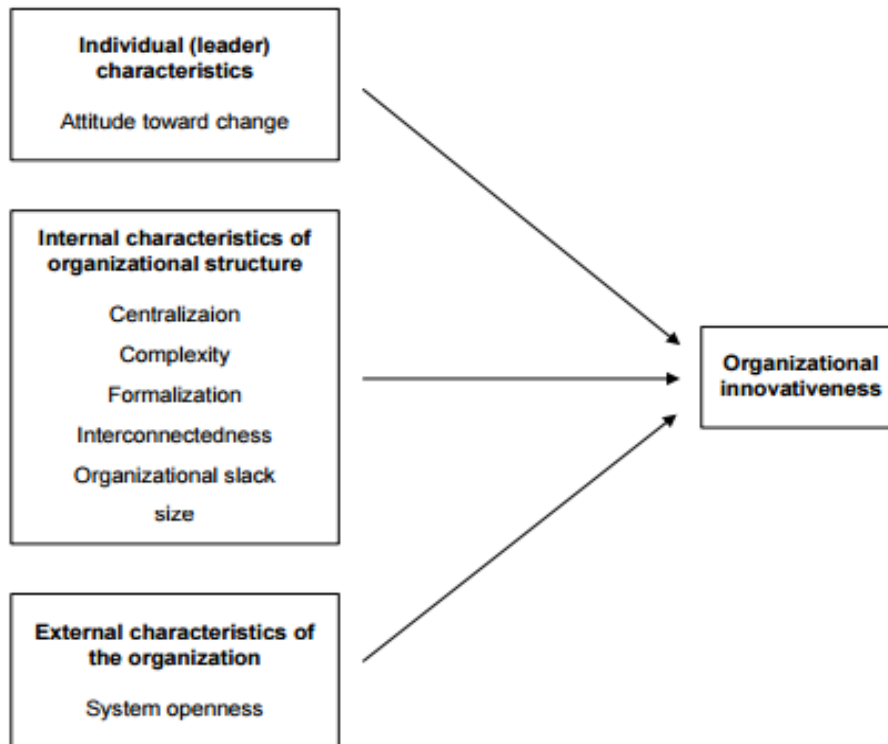 Individual (leader)
characteristics
Attitude toward change
Internal characteristics of
organizational structure
Centralizaion
Complexity
Formalization
Interconnectedness
Organizational slack
size
External characteristics of
the organization
System openness
Organizational
innovativeness